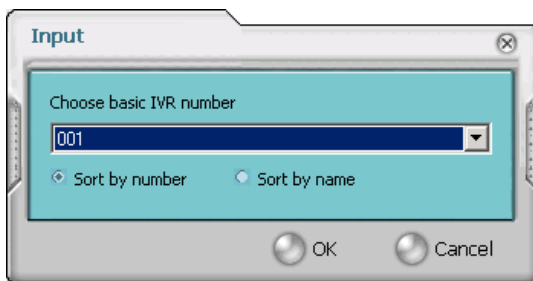 Input
Choose basic IVR number
001
Sort by number Sort by name
OK Cancel